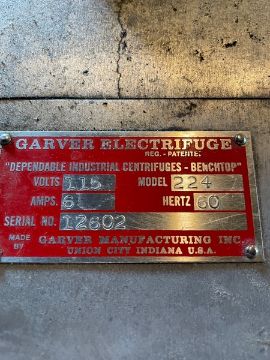 GARVER ELECTRIFUGE
REG. - PATENTED
"DEPENDABLE INDUSTRIAL CENTRIFUGES - BENCHTOP"
VOLTS 115 MODEL 224
AMPS. 6 HERTZ 60
SERIAL NO. 12602
MADE BY GARVER MANUFACTURING INC.
UNION CITY INDIANA U.S.A.